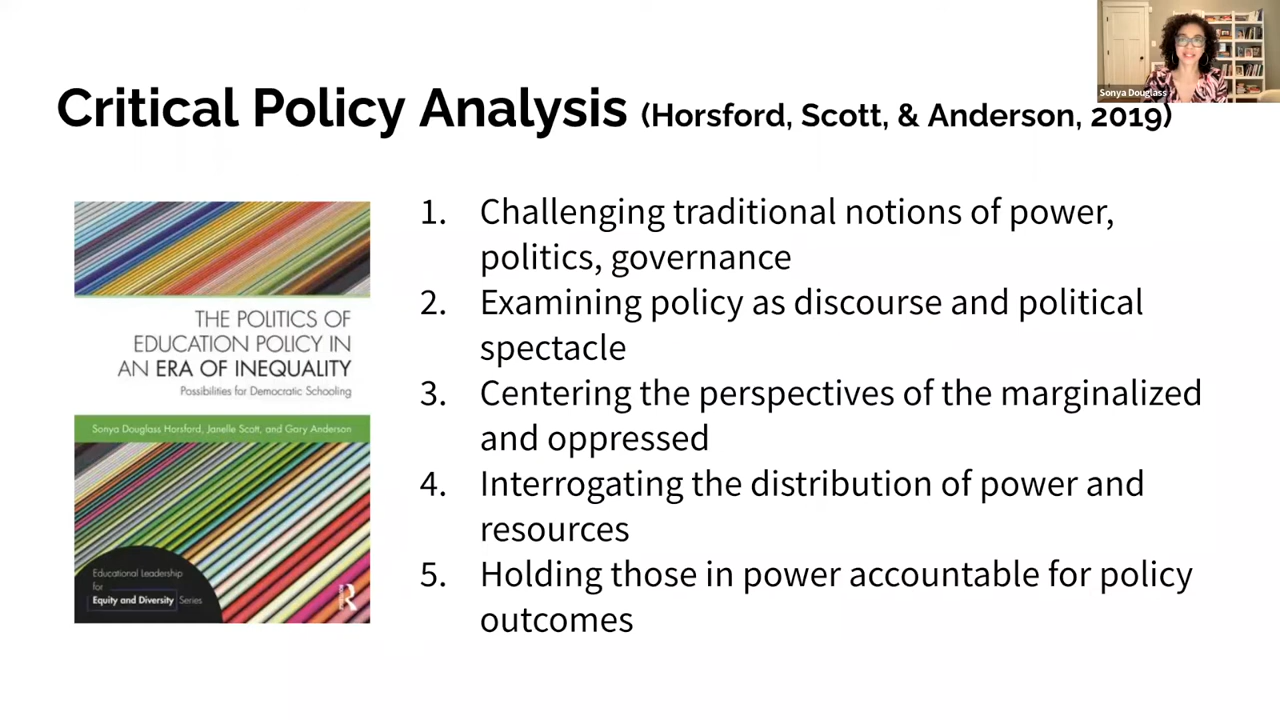 Sonya Douglass
Critical Policy Analysis (Horsford, Scott, & Anderson, 2019)
THE POLITICS OF
EDUCATION POLICY IN
AN ERA OF INEQUALITY
Possibilities for Democratic Schooling
Sonya Douglass Horsford, Janelle Scott, and Gary Anderson
Educational Leadership
for
Equity and Diversity Series
R
1. Challenging traditional notions of power,
politics, governance
2. Examining policy as discourse and political
spectacle
3. Centering the perspectives of the marginalized
and oppressed
4. Interrogating the distribution of power and
resources
5. Holding those in power accountable for policy
outcomes